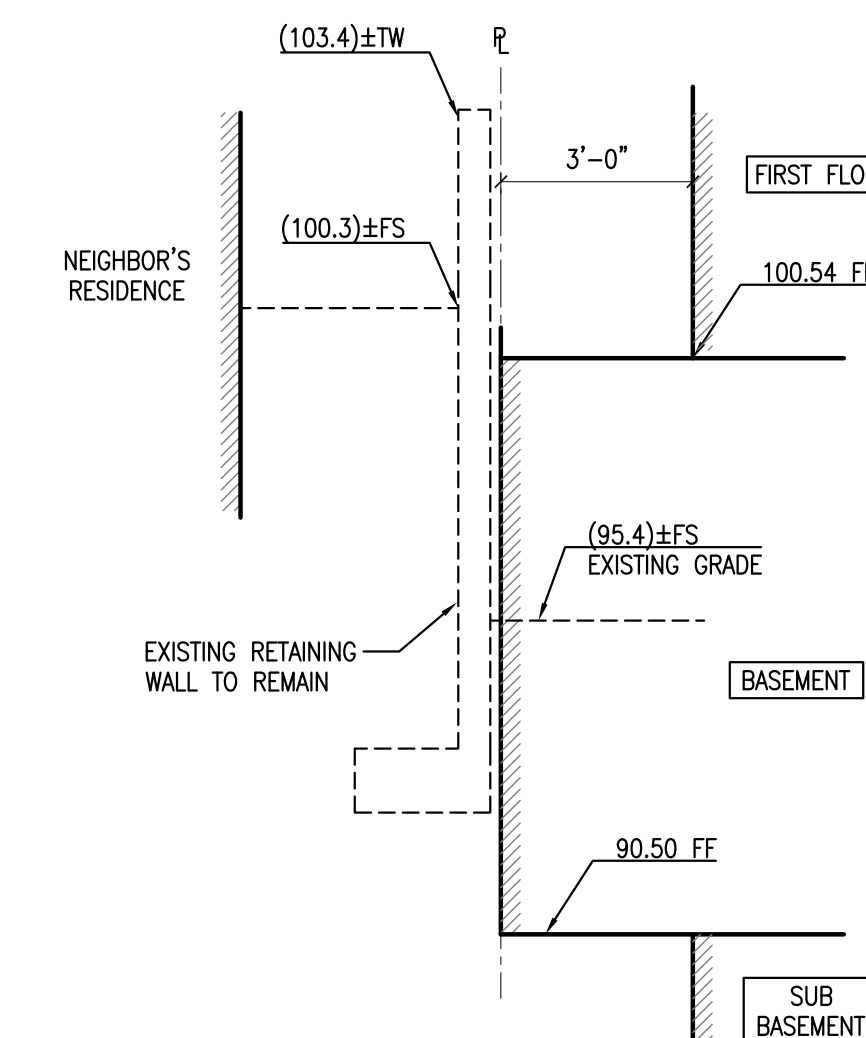 (103.4)±TW
PL
3'-0"
FIRST FLO
(100.3)±FS
NEIGHBOR'S
RESIDENCE
100.54 F
(95.4)±FS
EXISTING GRADE
EXISTING RETAINING
WALL TO REMAIN
BASEMENT
90.50 FF
SUB
BASEMENT